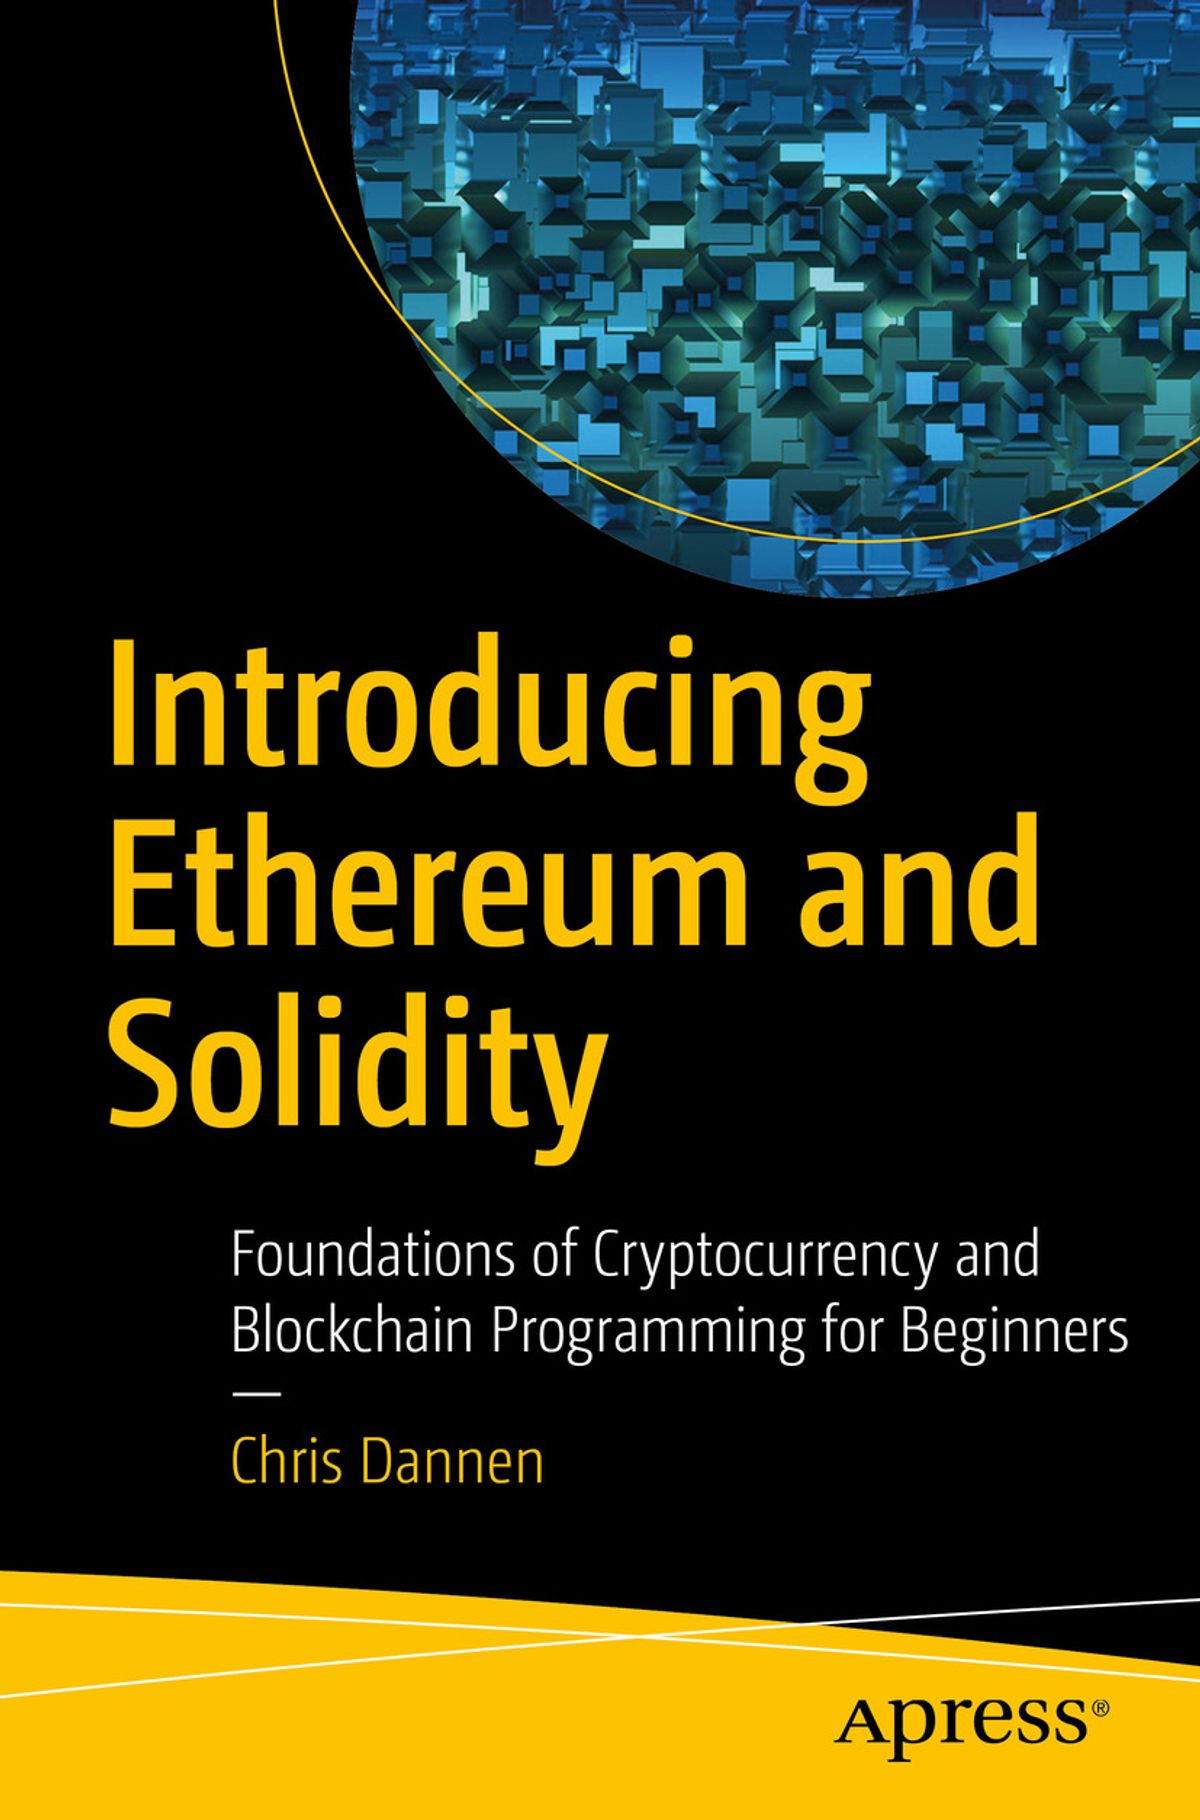 Introducing
Ethereum and
Solidity
Foundations of Cryptocurrency and
Blockchain Programming for Beginners
—
Chris Dannen
Apress®